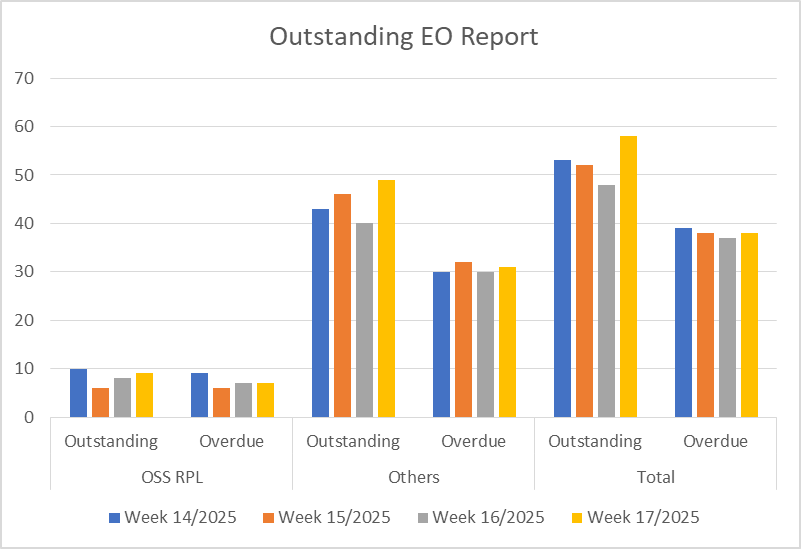 Outstanding EO Report
70
60
50
40
30
20
10
0
Outstanding Overdue Outstanding Overdue Outstanding Overdue
OSS RPL Others Total
Week 14/2025 Week 15/2025 Week 16/2025 Week 17/2025